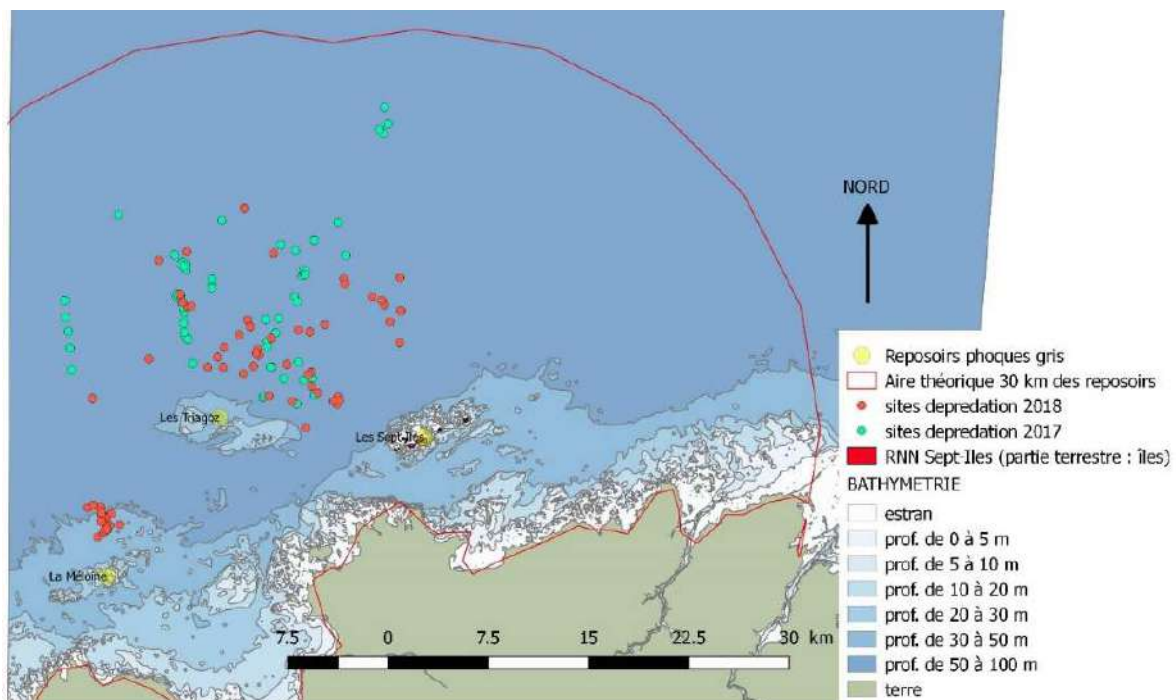 NORD
Les Triagoz
Les Sept-Iles
La Méloine
7.5 0 7.5 15 22.5 30 km
Reposoirs phoques gris
Aire théorique 30 km des reposoirs
sites depredation 2018
sites depredation 2017
RNN Sept-Iles (partie terrestre : îles)
BATHYMETRIE
estran
prof. de 0 à 5 m
prof. de 5 à 10 m
prof. de 10 à 20 m
prof. de 20 à 30 m
prof. de 30 à 50 m
prof. de 50 à 100 m
terre